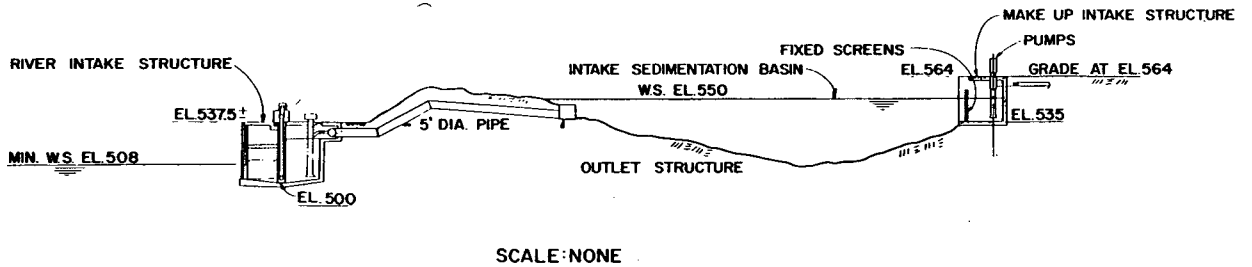 MAKE UP INTAKE STRUCTURE
FIXED SCREENS
PUMPS
RIVER INTAKE STRUCTURE
INTAKE SEDIMENTATION BASIN
EL.564
GRADE AT EL.564
W.S. EL.550
EL.537.5±
5' DIA. PIPE
EL.535
MIN. W.S. EL.508
OUTLET STRUCTURE
EL.500
SCALE:NONE